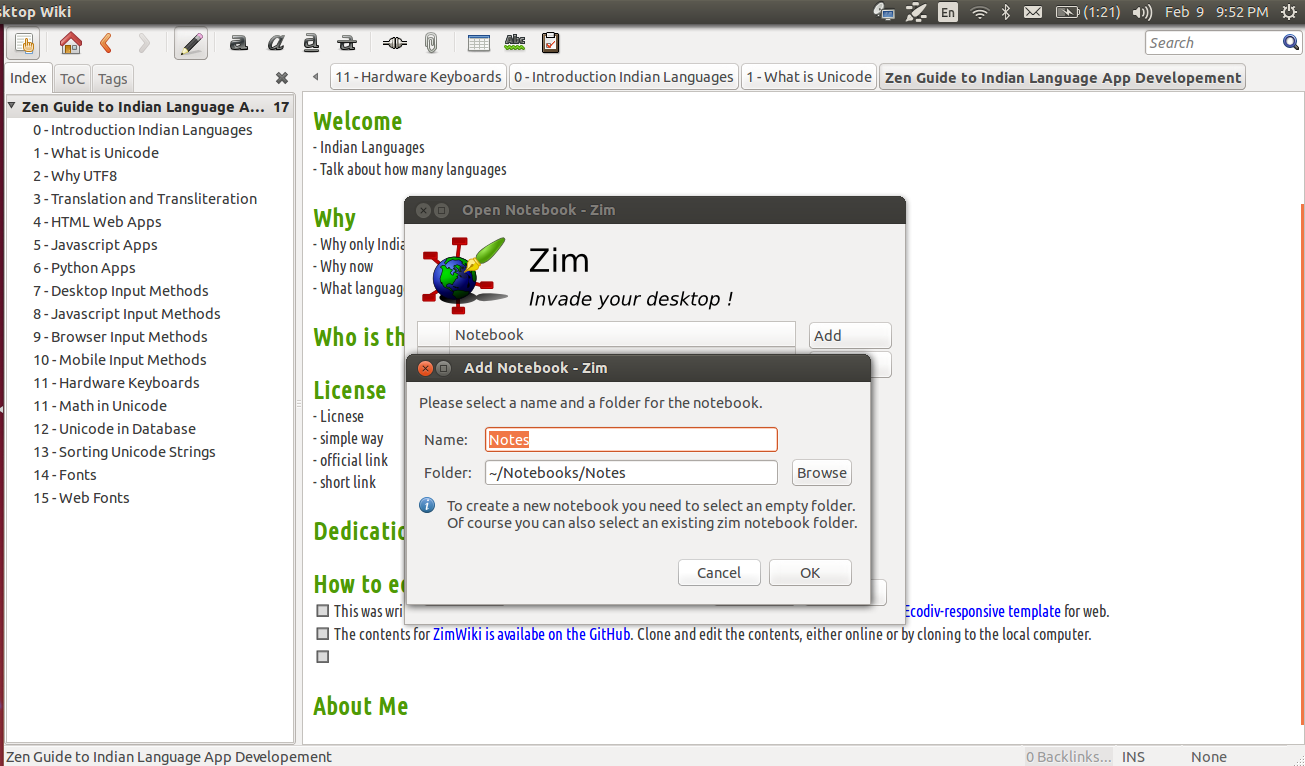 sktop Wiki
En
(1:21)
Feb 9 9:52 PM
a a a a
Abc
Search
Index ToC Tags
11 - Hardware Keyboards
0 - Introduction Indian Languages
1 - What is Unicode
Zen Guide to Indian Language App Developement
Zen Guide to Indian Language A... 17
0 - Introduction Indian Languages
1 - What is Unicode
2 - Why UTF8
3 - Translation and Transliteration
4 - HTML Web Apps
5 - Javascript Apps
6 - Python Apps
7 - Desktop Input Methods
8 - Javascript Input Methods
9 - Browser Input Methods
10 - Mobile Input Methods
11 - Hardware Keyboards
11 - Math in Unicode
12 - Unicode in Database
13 - Sorting Unicode Strings
14 - Fonts
15 - Web Fonts
Welcome
- Indian Languages
- Talk about how many languages
Why
- Why only India
- Why now
- What languag
Who is th
License
- Licnese
- simple way
- official link
- short link
Dedicatio
How to e
This was wri
Ecodiv-responsive template for web.
The contents for ZimWiki is availabe on the GitHub. Clone and edit the contents, either online or by cloning to the local computer.
About Me
Open Notebook - Zim
Zim
Invade your desktop !
Notebook
Add
Add Notebook - Zim
Please select a name and a folder for the notebook.
Name: Notes
Folder: ~/Notebooks/Notes Browse
To create a new notebook you need to select an empty folder.
Of course you can also select an existing zim notebook folder.
Cancel OK
Zen Guide to Indian Language App Developement
0 Backlinks... INS None